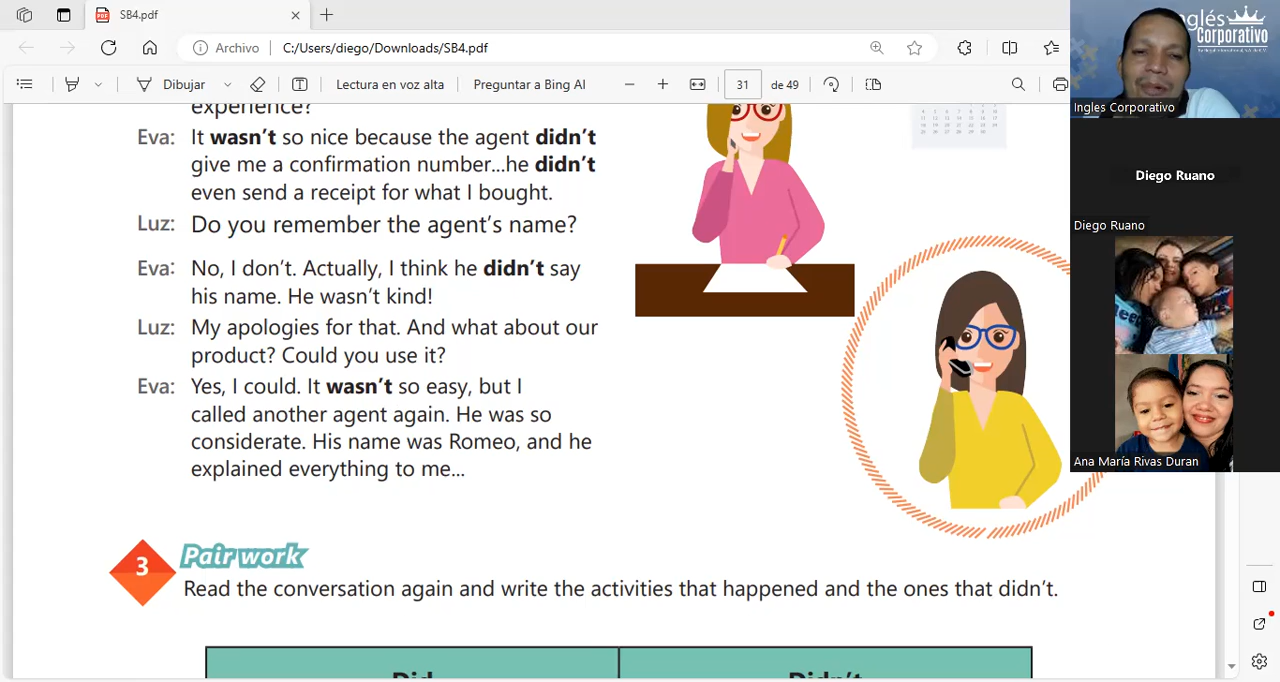 SB4.pdf
Archivo C:/Users/diego/Downloads/SB4.pdf
Dibujar Lectura en voz alta Preguntar a Bing AI 31 de 49
experience?
Eva: It wasn't so nice because the agent didn't
give me a confirmation number...he didn't
even send a receipt for what I bought.
Luz: Do you remember the agent's name?
Eva: No, I don't. Actually, I think he didn't say
his name. He wasn't kind!
Luz: My apologies for that. And what about our
product? Could you use it?
Eva: Yes, I could. It wasn't so easy, but I
called another agent again. He was so
considerate. His name was Romeo, and he
explained everything to me...
3 Pair work
Read the conversation again and write the activities that happened and the ones that didn't.
Did Didn't
Inglés
Corporativo
Ingles Corporativo
Diego Ruano
Diego Ruano
Ana María Rivas Duran